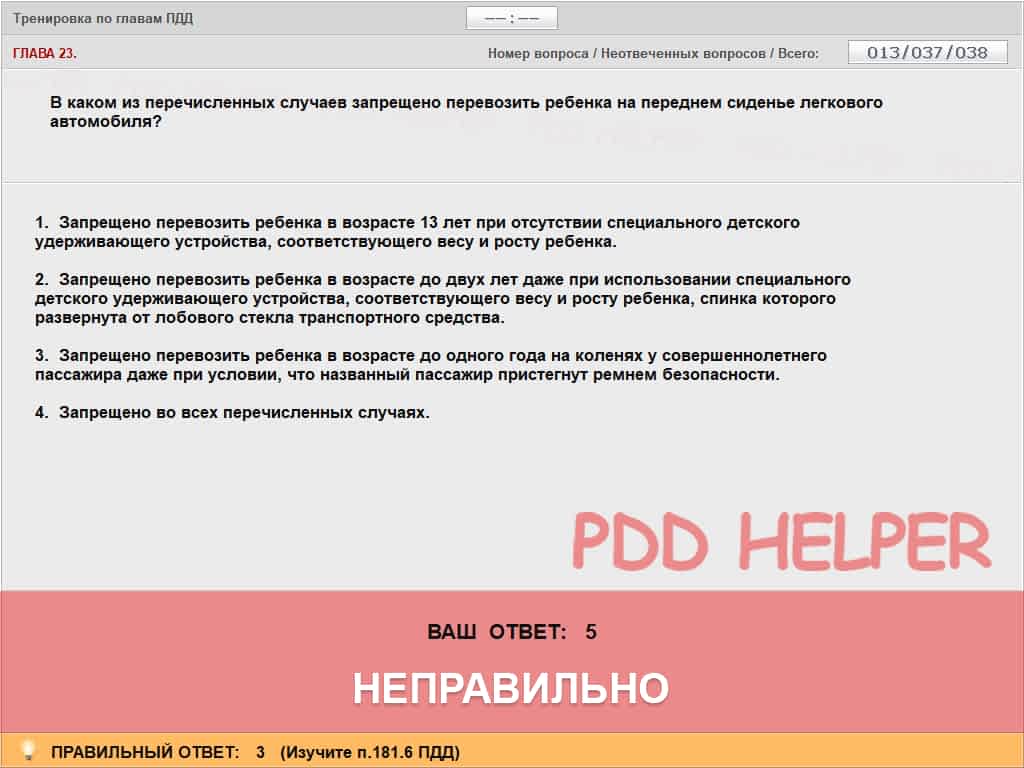 Тренировка по главам ПДД
—— : ——
ГЛАВА 23.
Номер вопроса / Неотвеченных вопросов / Всего:
013/037/038
В каком из перечисленных случаев запрещено перевозить ребенка на переднем сиденье легкового
автомобиля?
1. Запрещено перевозить ребенка в возрасте 13 лет при отсутствии специального детского
удерживающего устройства, соответствующего весу и росту ребенка.
2. Запрещено перевозить ребенка в возрасте до двух лет даже при использовании специального
детского удерживающего устройства, соответствующего весу и росту ребенка, спинка которого
развернута от лобового стекла транспортного средства.
3. Запрещено перевозить ребенка в возрасте до одного года на коленях у совершеннолетнего
пассажира даже при условии, что названный пассажир пристегнут ремнем безопасности.
4. Запрещено во всех перечисленных случаях.
PDD HELPER
ВАШ ОТВЕТ: 5
НЕПРАВИЛЬНО
ПРАВИЛЬНЫЙ ОТВЕТ: 3 (Изучите п.181.6 ПДД)